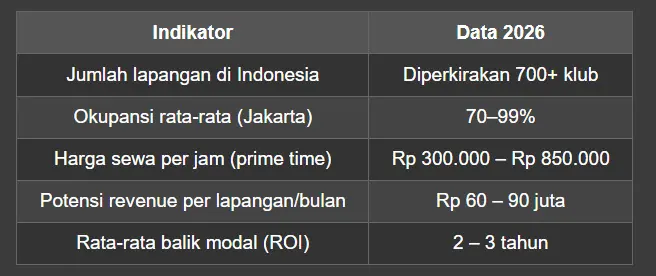 Indikator Data 2026
Jumlah lapangan di Indonesia Diperkirakan 700+ klub
Okupansi rata-rata (Jakarta) 70–99%
Harga sewa per jam (prime time) Rp 300.000 – Rp 850.000
Potensi revenue per lapangan/bulan Rp 60 – 90 juta
Rata-rata balik modal (ROI) 2 – 3 tahun